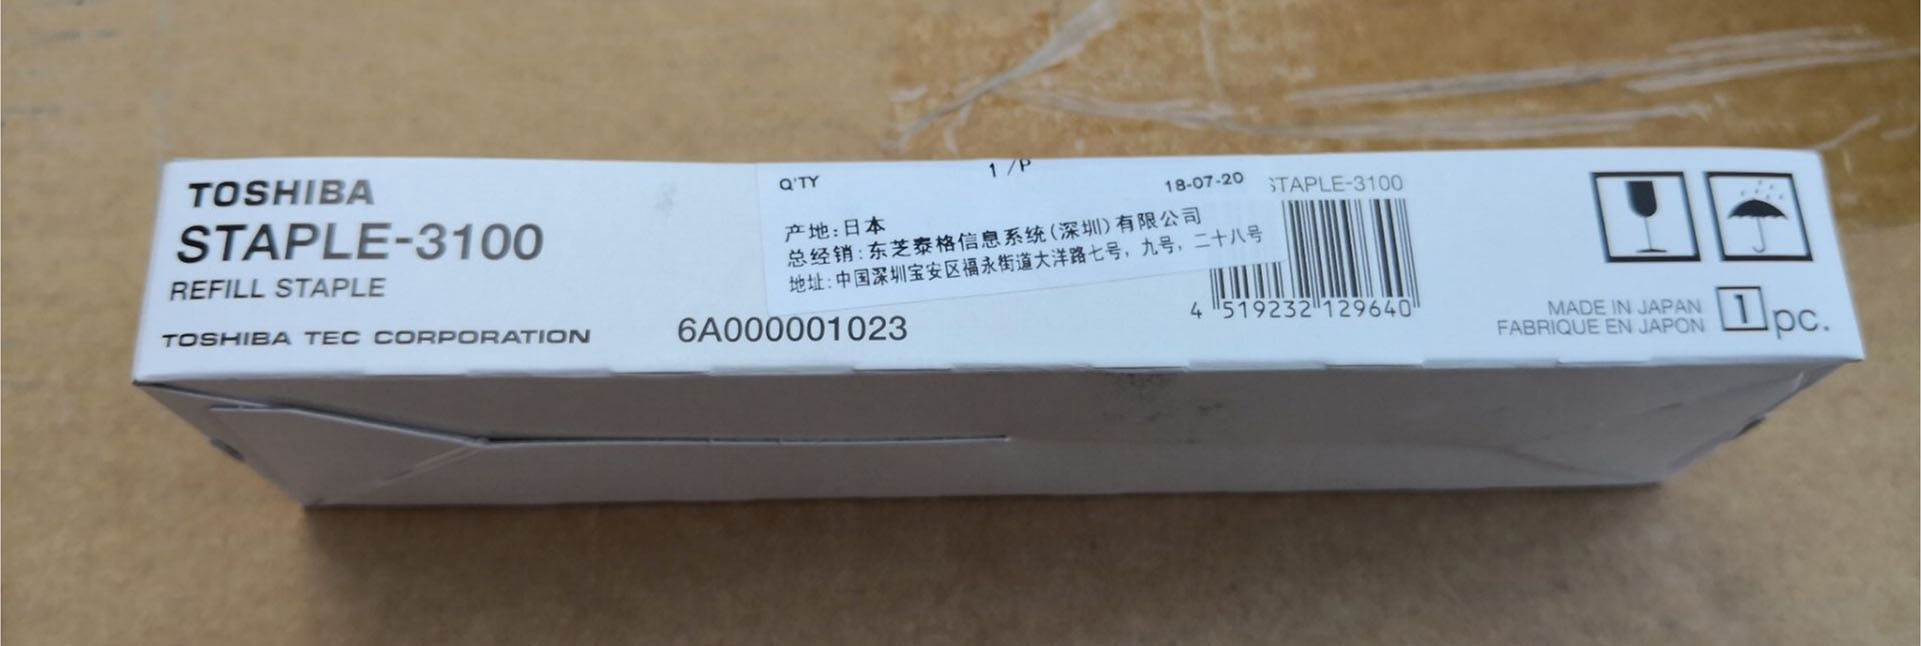 TOSHIBA
STAPLE-3100
REFILL STAPLE
TOSHIBA TEC CORPORATION
6A000001023
Q'TY 1/P 18-07-20
产地:日本
总经销:东芝泰格信息系统(深圳)有限公司
地址:中国深圳宝安区福永街道大洋路七号,九号,二十八号
STAPLE-3100
4 519232 129640
MADE IN JAPAN
FABRIQUE EN JAPON
1 pc.